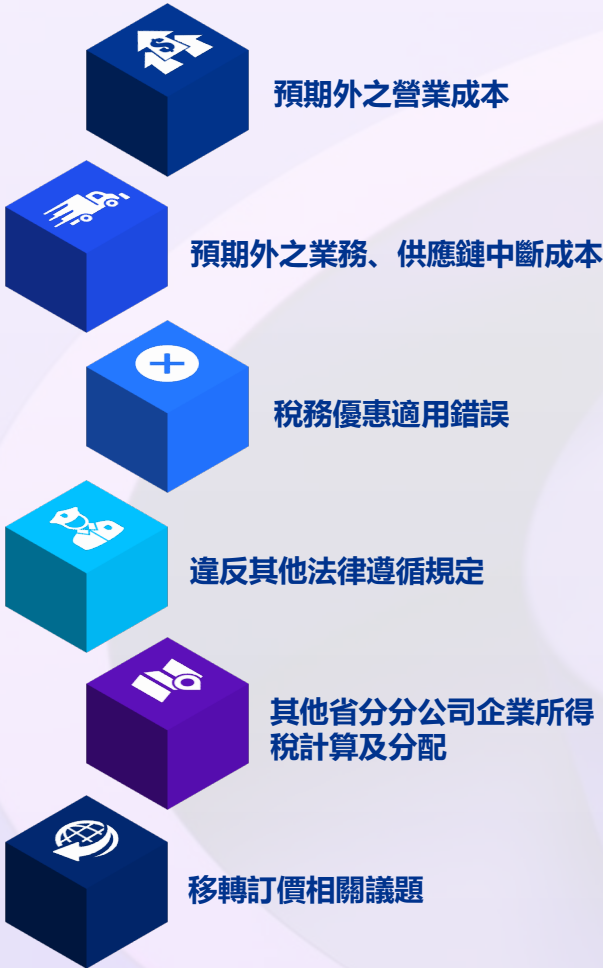 預期外之營業成本
預期外之業務、供應鏈中斷成本
稅務優惠適用錯誤
違反其他法律遵循規定
其他省分分公司企業所得
稅計算及分配
移轉訂價相關議題